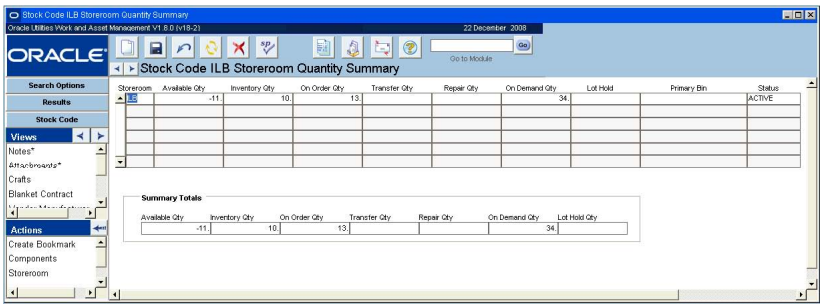 Stock Code ILB Storeroom Quantity Summary
Oracle Utilities Work and Asset Management V1.8.0 (v18-2) 22 December 2008
ORACLE
sp
Go
Go to Module
Stock Code ILB Storeroom Quantity Summary
Search Options
Results
Stock Code
Views
Notes*
Attachments*
Crafts
Blanket Contract
Vendor Manufacturer
Actions
Create Bookmark
Components
Storeroom
Storeroom Available Qty Inventory Qty On Order Qty Transfer Qty Repair Qty On Demand Qty Lot Hold Primary Bin Status
ILB -11. 10. 13. 34. ACTIVE
Summary Totals
Available Qty Inventory Qty On Order Qty Transfer Qty Repair Qty On Demand Qty Lot Hold Qty
-11. 10. 13. 34.